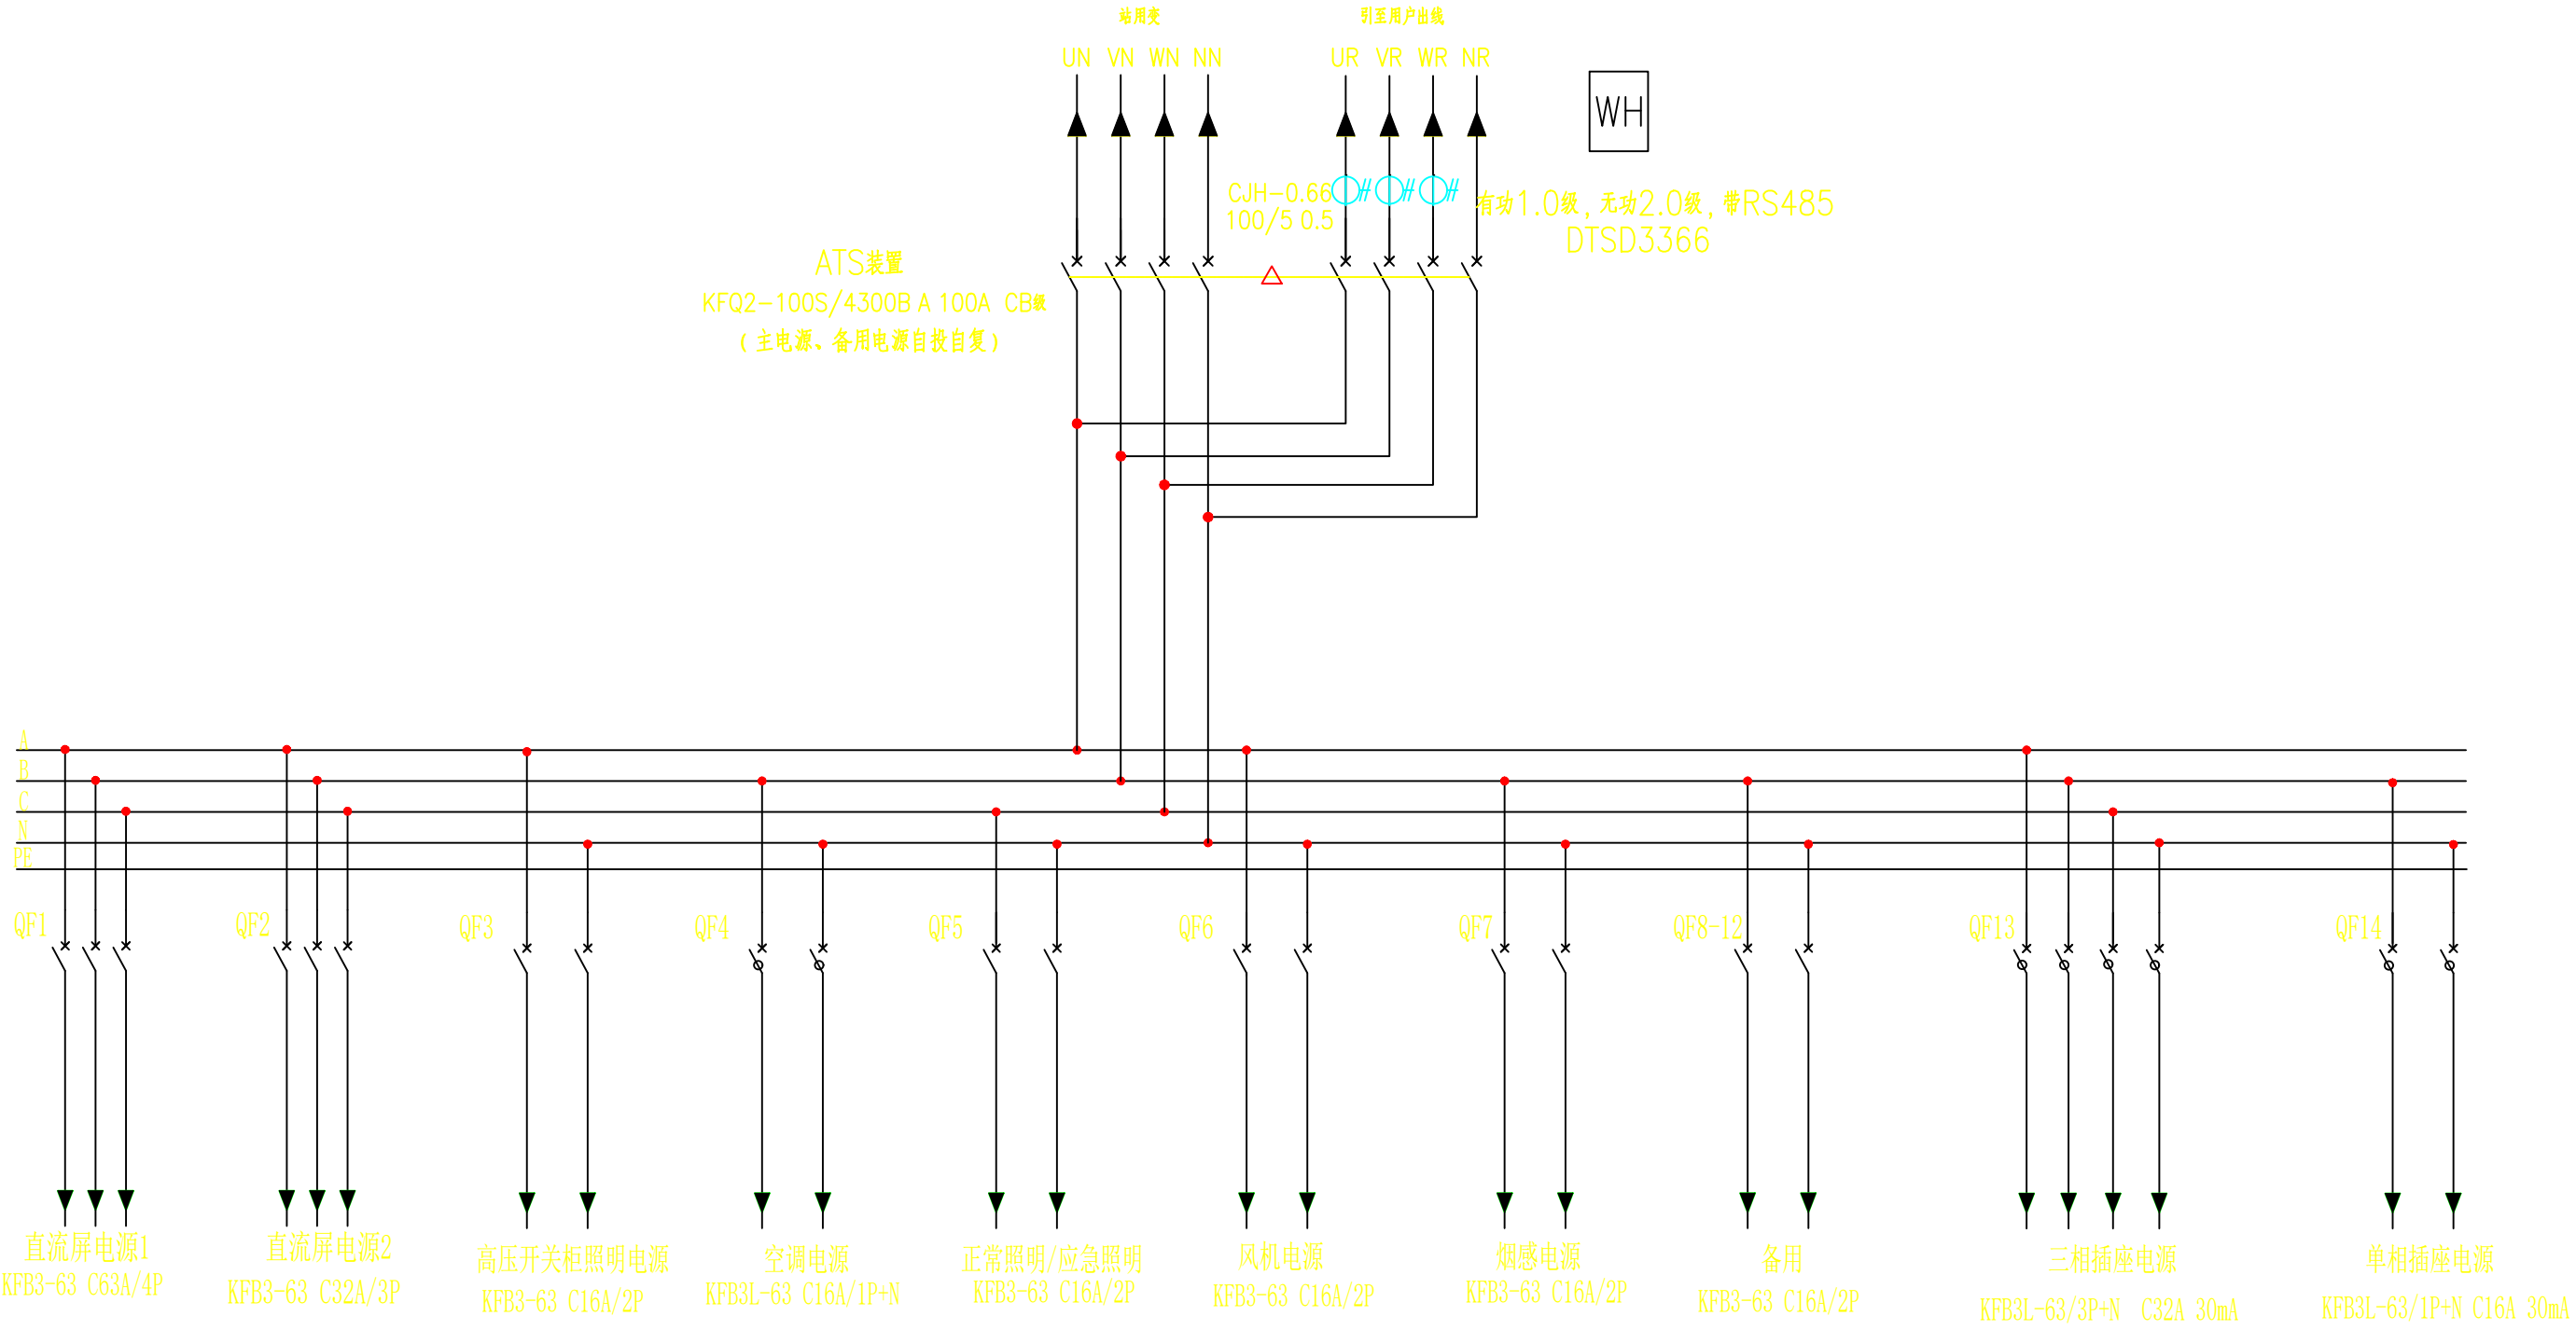 站用变
引至用户出线
UN VN WN NN
UR VR WR NR
WH
CJH-0.66
100/5 0.5
有功1.0级，无功2.0级，带RS485
DTSD3366
ATS装置
KFQ2-100S/4300B A 100A CB级
(主电源、备用电源自投自复)
A
B
C
N
PE
QF1
QF2
QF3
QF4
QF5
QF6
QF7
QF8-12
QF13
QF14
直流屏电源1
KFB3-63 C63A/4P
直流屏电源2
KFB3-63 C32A/3P
高压开关柜照明电源
KFB3-63 C16A/2P
空调电源
KFB3L-63 C16A/1P+N
正常照明/应急照明
KFB3-63 C16A/2P
风机电源
KFB3-63 C16A/2P
烟感电源
KFB3-63 C16A/2P
备用
KFB3-63 C16A/2P
三相插座电源
KFB3L-63/3P+N C32A 30mA
单相插座电源
KFB3L-63/1P+N C16A 30mA